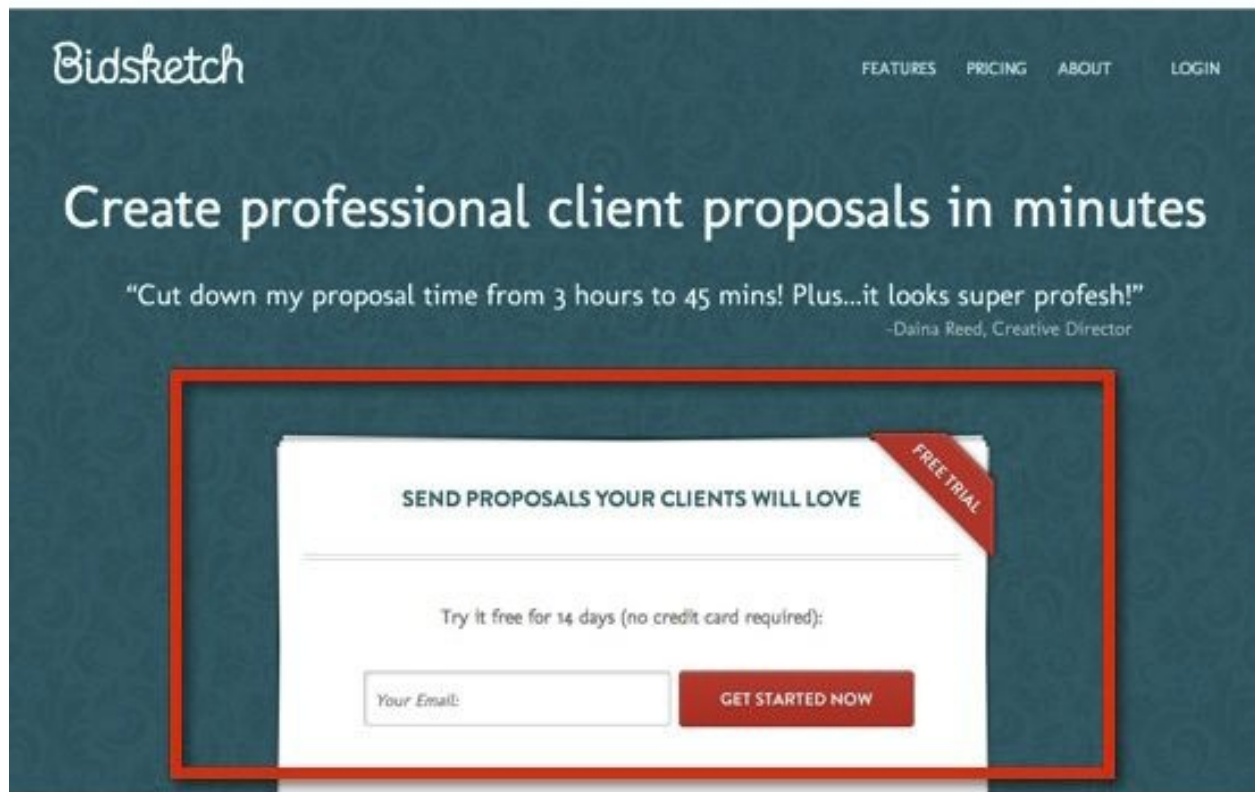 Bidsketch
FEATURES PRICING ABOUT LOGIN
Create professional client proposals in minutes
“Cut down my proposal time from 3 hours to 45 mins! Plus...it looks super profesh!”
-Daina Reed, Creative Director
FREE TRIAL
SEND PROPOSALS YOUR CLIENTS WILL LOVE
Try it free for 14 days (no credit card required):
Your Email: GET STARTED NOW